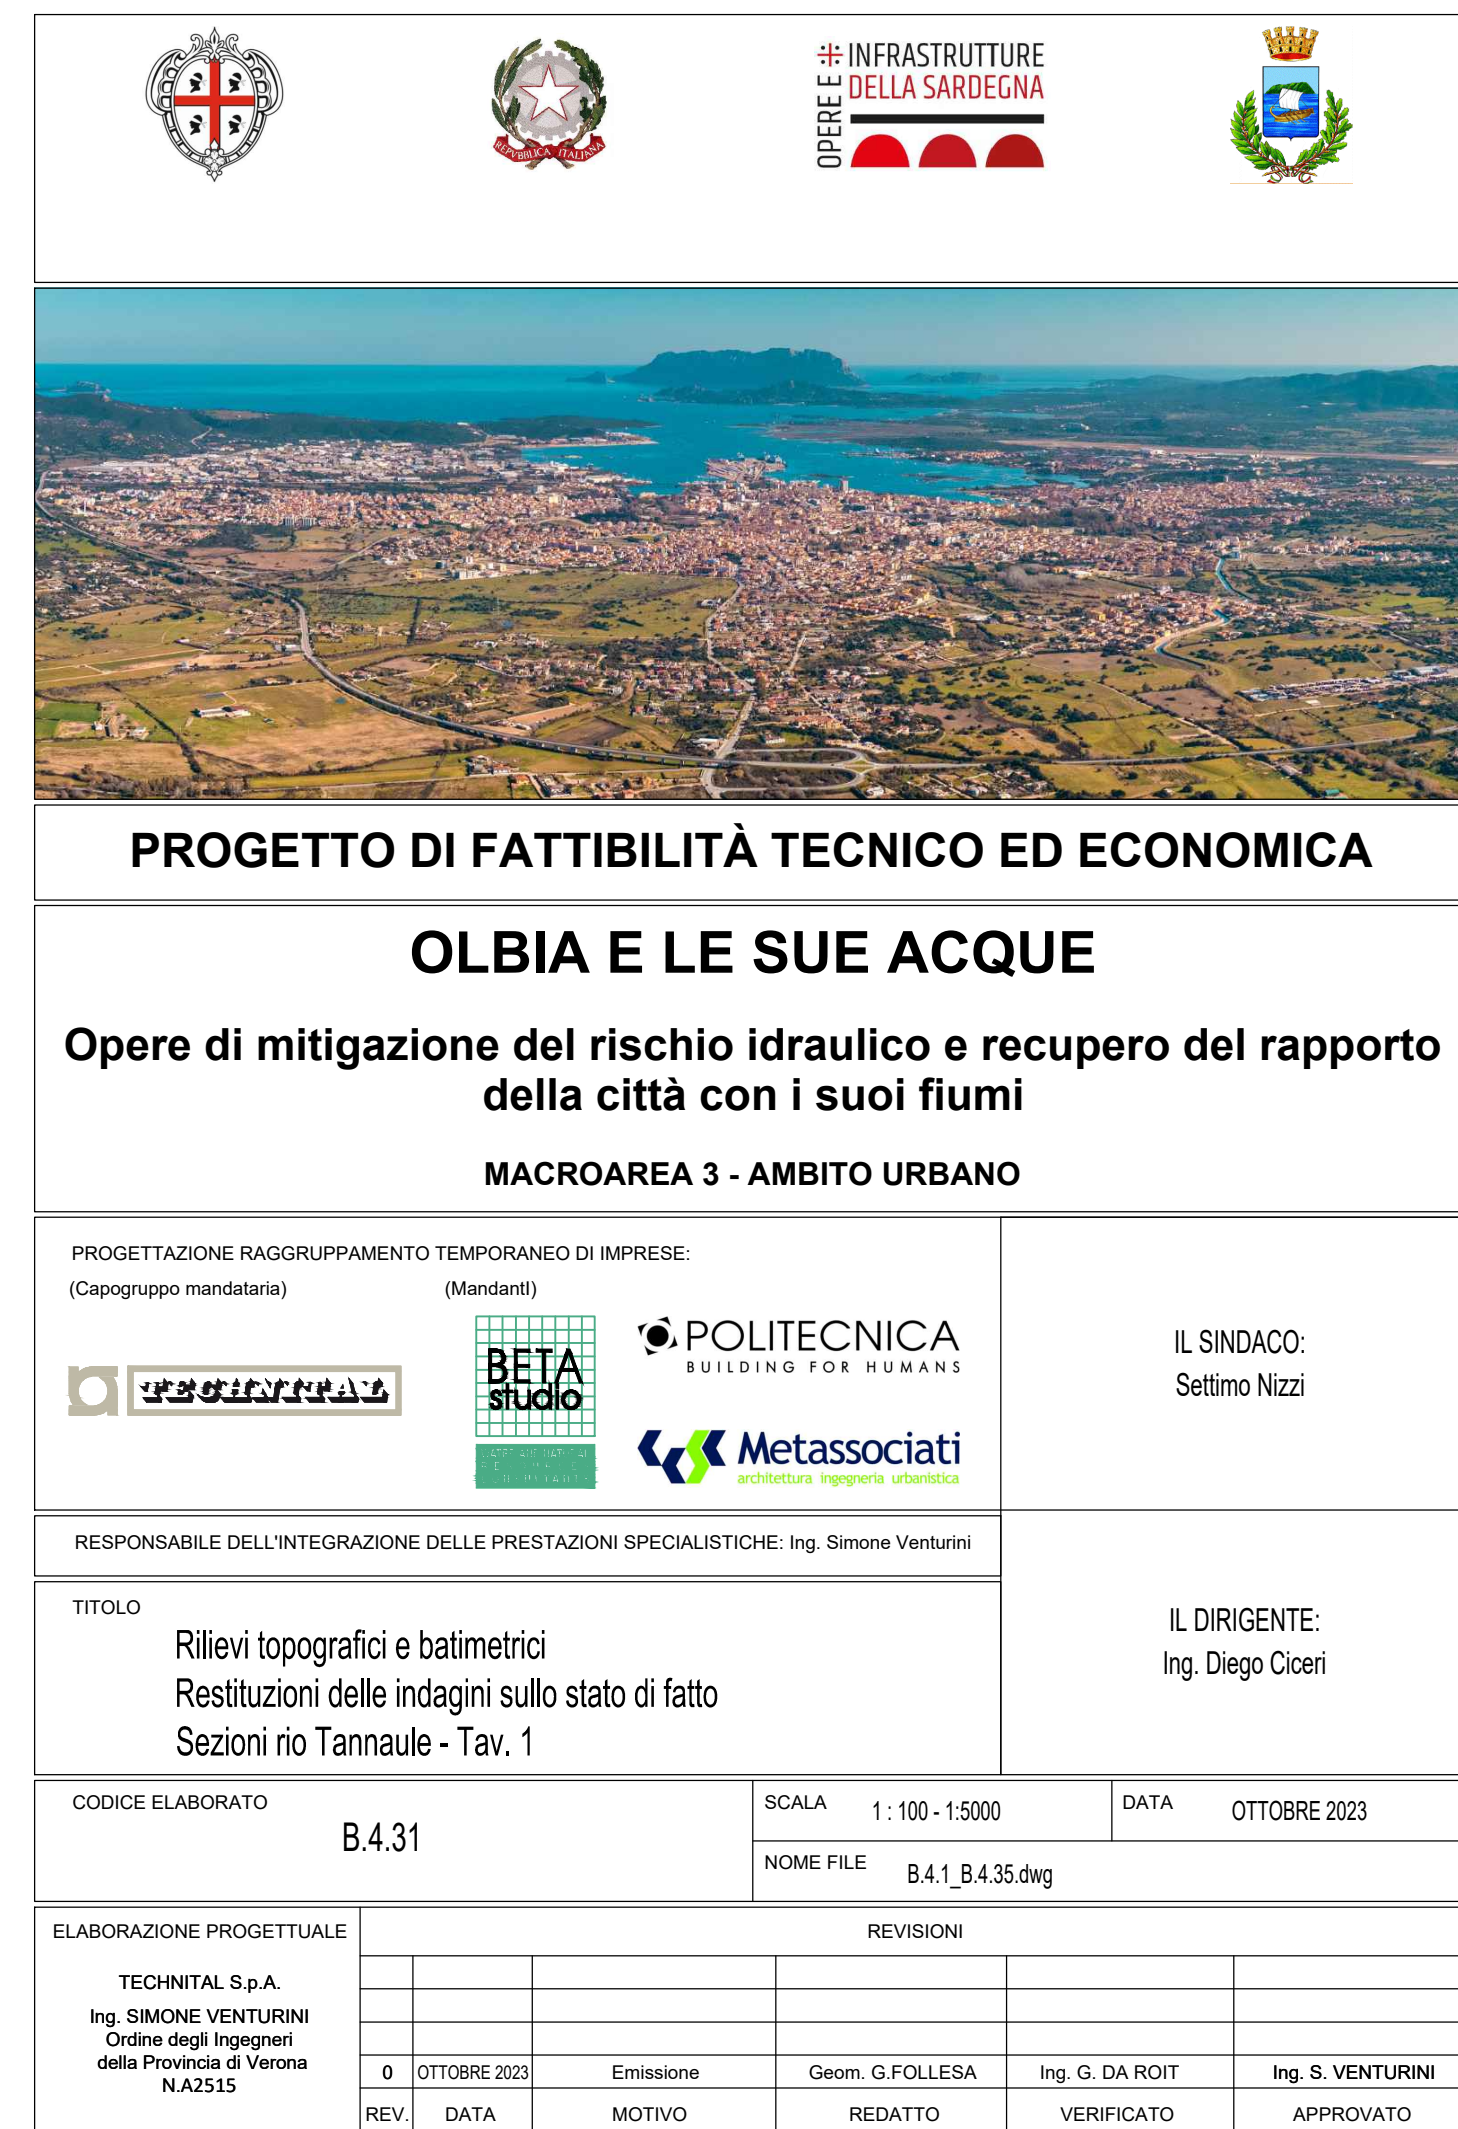 REPVBBLICA ITALIANA
OPERE E INFRASTRUTTURE
DELLA SARDEGNA
PROGETTO DI FATTIBILITÀ TECNICO ED ECONOMICA
OLBIA E LE SUE ACQUE
Opere di mitigazione del rischio idraulico e recupero del rapporto
della città con i suoi fiumi
MACROAREA 3 - AMBITO URBANO
PROGETTAZIONE RAGGRUPPAMENTO TEMPORANEO DI IMPRESE:
(Capogruppo mandataria)
(MandantI)
TECHNITAL
BETA
studio
POLITECNICA
BUILDING FOR HUMANS
Metassociati
architettura ingegneria urbanistica
IL SINDACO:
Settimo Nizzi
RESPONSABILE DELL'INTEGRAZIONE DELLE PRESTAZIONI SPECIALISTICHE: Ing. Simone Venturini
TITOLO
Rilievi topografici e batimetrici
Restituzioni delle indagini sullo stato di fatto
Sezioni rio Tannaule - Tav. 1
IL DIRIGENTE:
Ing. Diego Ciceri
CODICE ELABORATO
B.4.31
SCALA 1 : 100 - 1:5000
DATA OTTOBRE 2023
NOME FILE B.4.1_B.4.35.dwg
ELABORAZIONE PROGETTUALE
TECHNITAL S.p.A.
Ing. SIMONE VENTURINI
Ordine degli Ingegneri
della Provincia di Verona
N.A2515
REVISIONI
0 OTTOBRE 2023 Emissione Geom. G.FOLLESA Ing. G. DA ROIT Ing. S. VENTURINI
REV. DATA MOTIVO REDATTO VERIFICATO APPROVATO